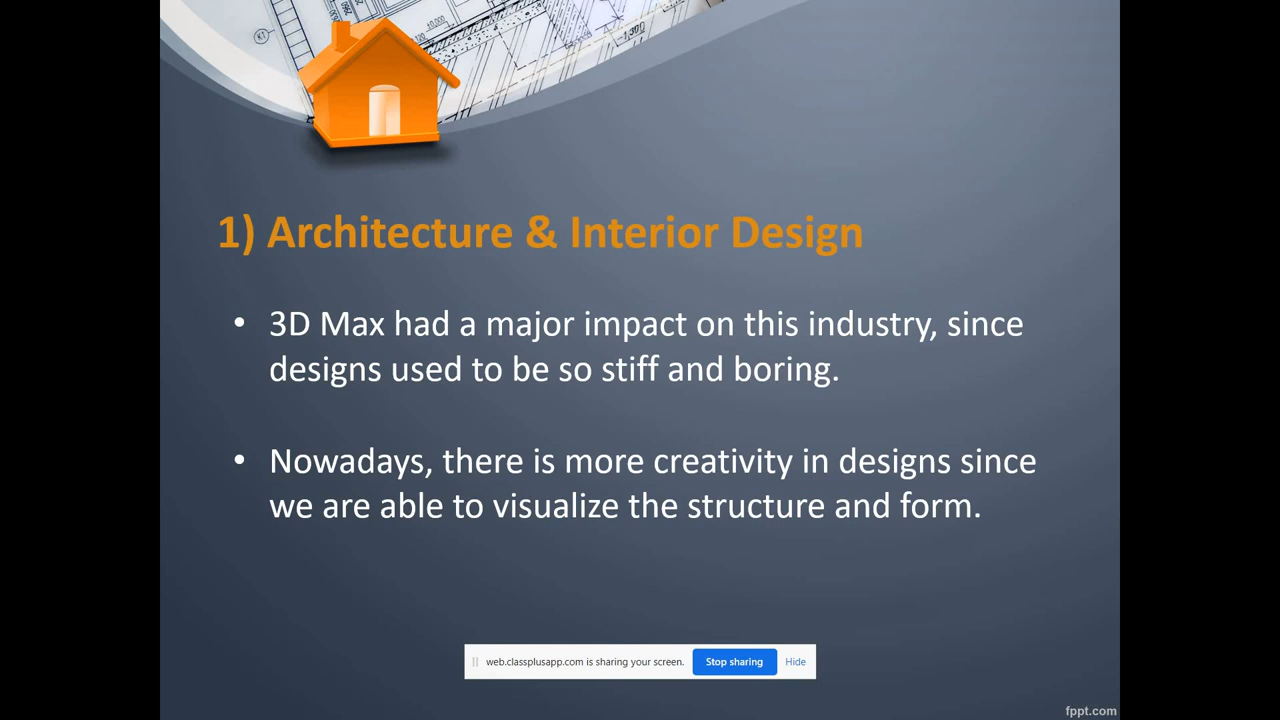 1) Architecture & Interior Design
• 3D Max had a major impact on this industry, since
designs used to be so stiff and boring.
• Nowadays, there is more creativity in designs since
we are able to visualize the structure and form.
web.classplusapp.com is sharing your screen. Stop sharing Hide
fppt.com